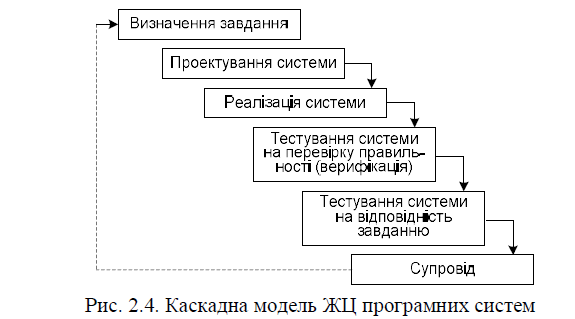 Визначення завдання
Проектування системи
Реалізація системи
Тестування системи
на перевірку правиль-
ності (верифікація)
Тестування системи
на відповідність
завданню
Супровід
Рис. 2.4. Каскадна модель ЖЦ програмних систем